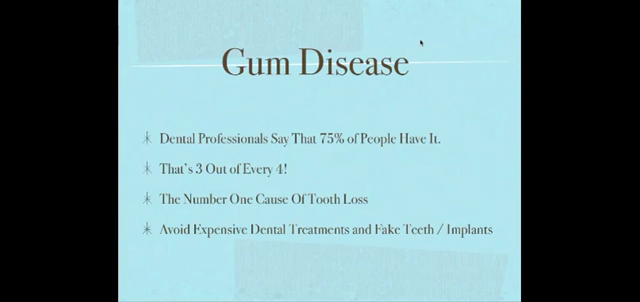 Gum Disease
Dental Professionals Say That 75% of People Have It.
That's 3 Out of Every 4!
The Number One Cause Of Tooth Loss
Avoid Expensive Dental Treatments and Fake Teeth / Implants